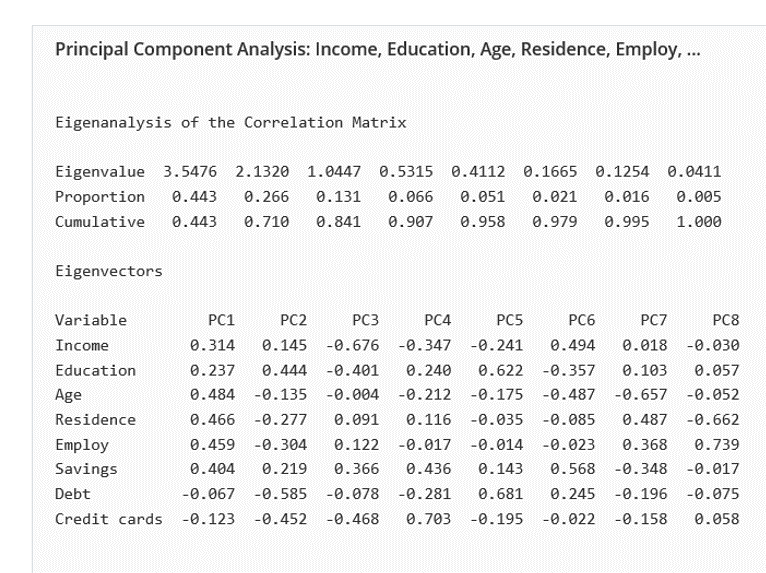 Principal Component Analysis: Income, Education, Age, Residence, Employ, ...
Eigenanalysis of the Correlation Matrix
Eigenvalue 3.5476 2.1320 1.0447 0.5315 0.4112 0.1665 0.1254 0.0411
Proportion 0.443 0.266 0.131 0.066 0.051 0.021 0.016 0.005
Cumulative 0.443 0.710 0.841 0.907 0.958 0.979 0.995 1.000
Eigenvectors
Variable PC1 PC2 PC3 PC4 PC5 PC6 PC7 PC8
Income 0.314 0.145 -0.676 -0.347 -0.241 0.494 0.018 -0.030
Education 0.237 0.444 -0.401 0.240 0.622 -0.357 0.103 0.057
Age 0.484 -0.135 -0.004 -0.212 -0.175 -0.487 -0.657 -0.052
Residence 0.466 -0.277 0.091 0.116 -0.035 -0.085 0.487 -0.662
Employ 0.459 -0.304 0.122 -0.017 -0.014 -0.023 0.368 0.739
Savings 0.404 0.219 0.366 0.436 0.143 0.568 -0.348 -0.017
Debt -0.067 -0.585 -0.078 -0.281 0.681 0.245 -0.196 -0.075
Credit cards -0.123 -0.452 -0.468 0.703 -0.195 -0.022 -0.158 0.058